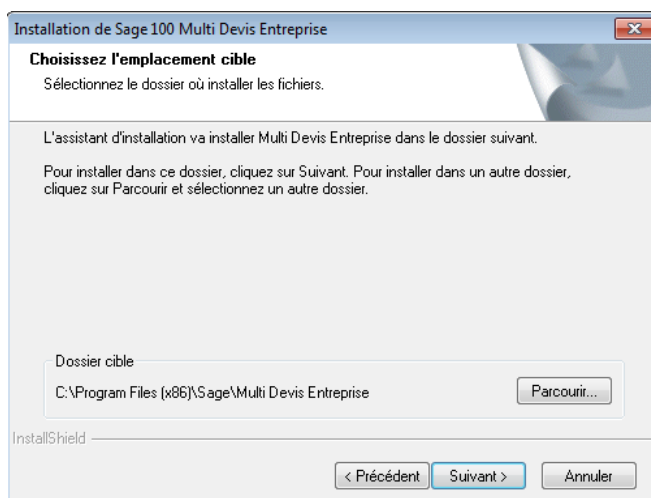 Installation de Sage 100 Multi Devis Entreprise
Choisissez l'emplacement cible
Sélectionnez le dossier où installer les fichiers.
L'assistant d'installation va installer Multi Devis Entreprise dans le dossier suivant.
Pour installer dans ce dossier, cliquez sur Suivant. Pour installer dans un autre dossier,
cliquez sur Parcourir et sélectionnez un autre dossier.
Dossier cible
C:\Program Files (x86)\Sage\Multi Devis Entreprise
Parcourir...
InstallShield
< Précédent
Suivant >
Annuler